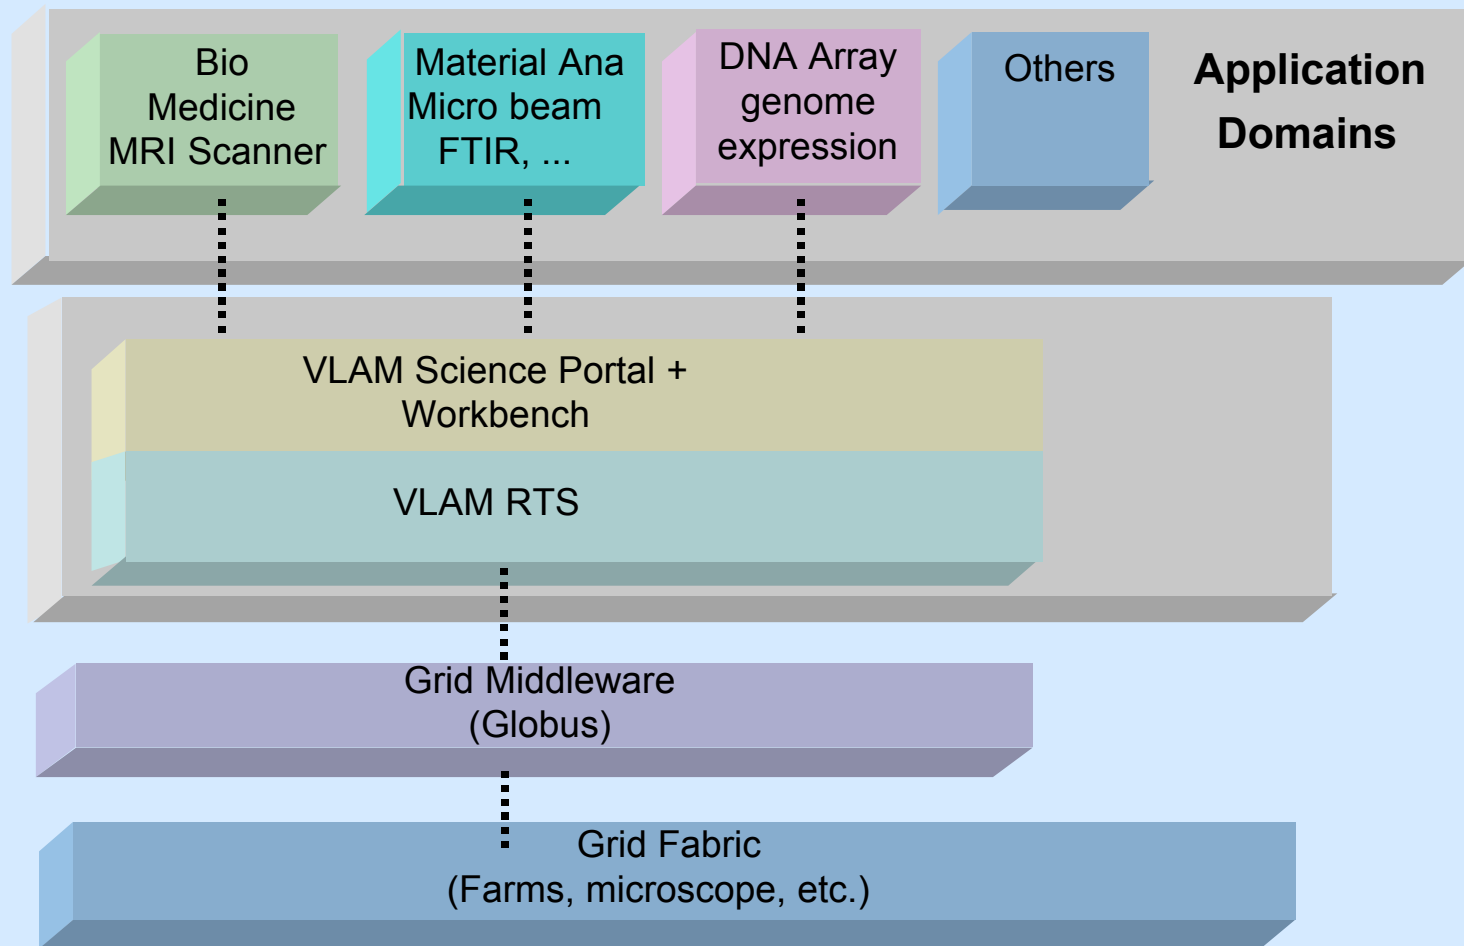 Bio
Medicine
MRI Scanner
Material Ana
Micro beam
FTIR, ...
DNA Array
genome
expression
Others
Application
Domains
VLAM Science Portal +
Workbench
VLAM RTS
Grid Middleware
(Globus)
Grid Fabric
(Farms, microscope, etc.)